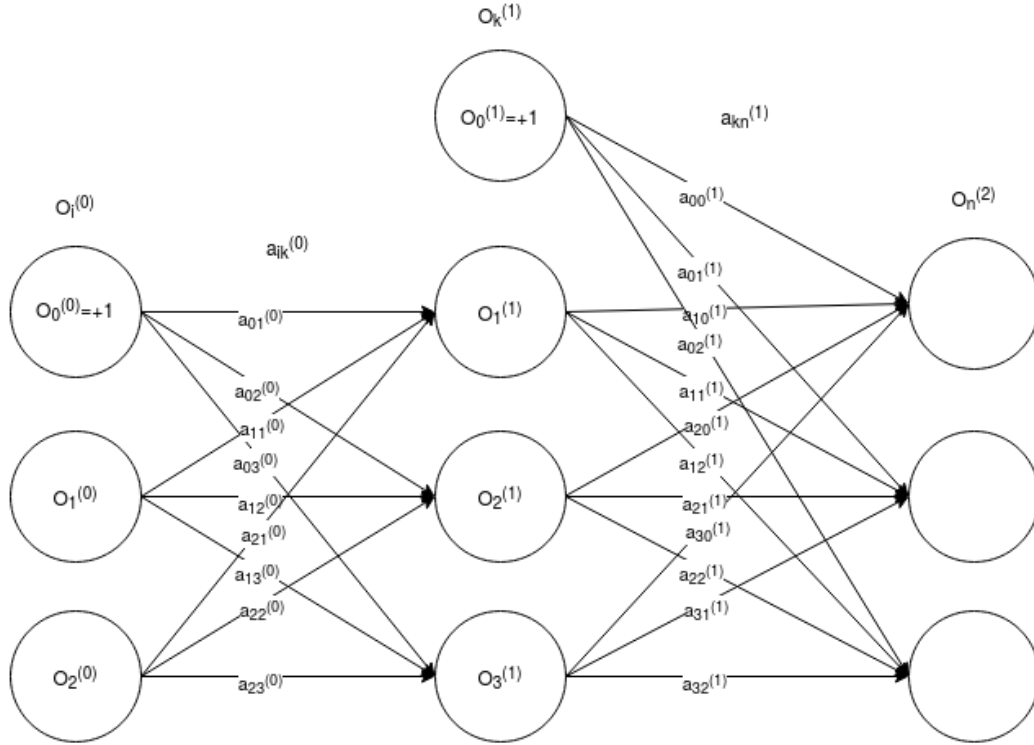 Oₖ⁽¹⁾
O₀⁽¹⁾=+1
aₖₙ⁽¹⁾
a₀₀⁽¹⁾
Oᵢ⁽⁰⁾
Oₙ⁽²⁾
aᵢₖ⁽⁰⁾
a₀₁⁽¹⁾
O₀⁽⁰⁾=+1
a₀₁⁽⁰⁾
O₁⁽¹⁾
a₁₀⁽¹⁾
a₀₂⁽¹⁾
a₀₂⁽⁰⁾
a₁₁⁽¹⁾
a₁₁⁽⁰⁾
a₂₀⁽¹⁾
a₀₃⁽⁰⁾
a₁₂⁽¹⁾
O₁⁽⁰⁾
a₁₂⁽⁰⁾
O₂⁽¹⁾
a₂₁⁽¹⁾
a₂₁⁽⁰⁾
a₃₀⁽¹⁾
a₁₃⁽⁰⁾
a₂₂⁽¹⁾
a₂₂⁽⁰⁾
a₃₁⁽¹⁾
O₂⁽⁰⁾
a₂₃⁽⁰⁾
O₃⁽¹⁾
a₃₂⁽¹⁾